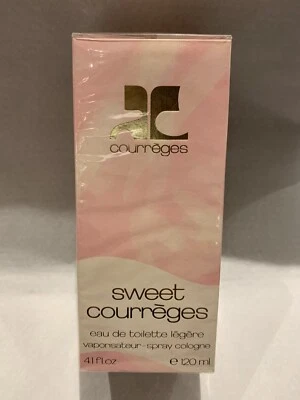 courrèges
sweet
courrèges
eau de toilette légère
vaporisateur-spray cologne
4.1 fl.oz ℮ 120 ml